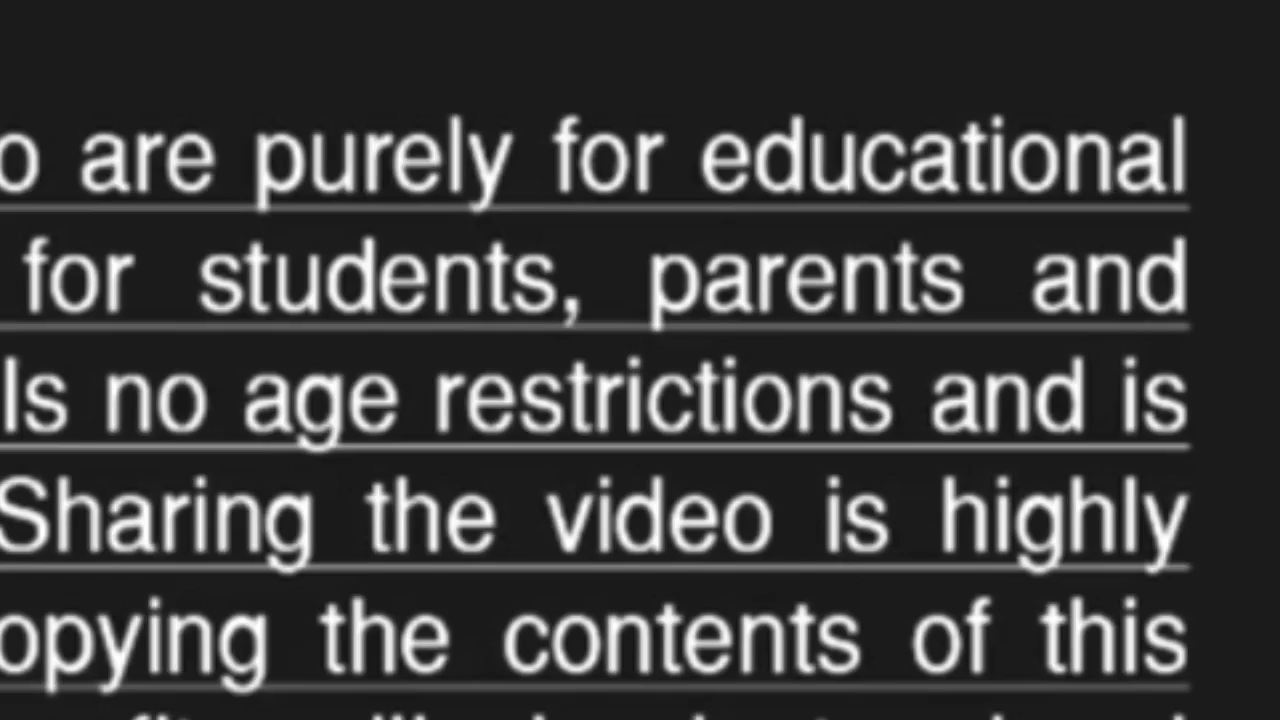 are purely for educational
for students, parents and
no age restrictions and is
Sharing the video is highly
opying the contents of this